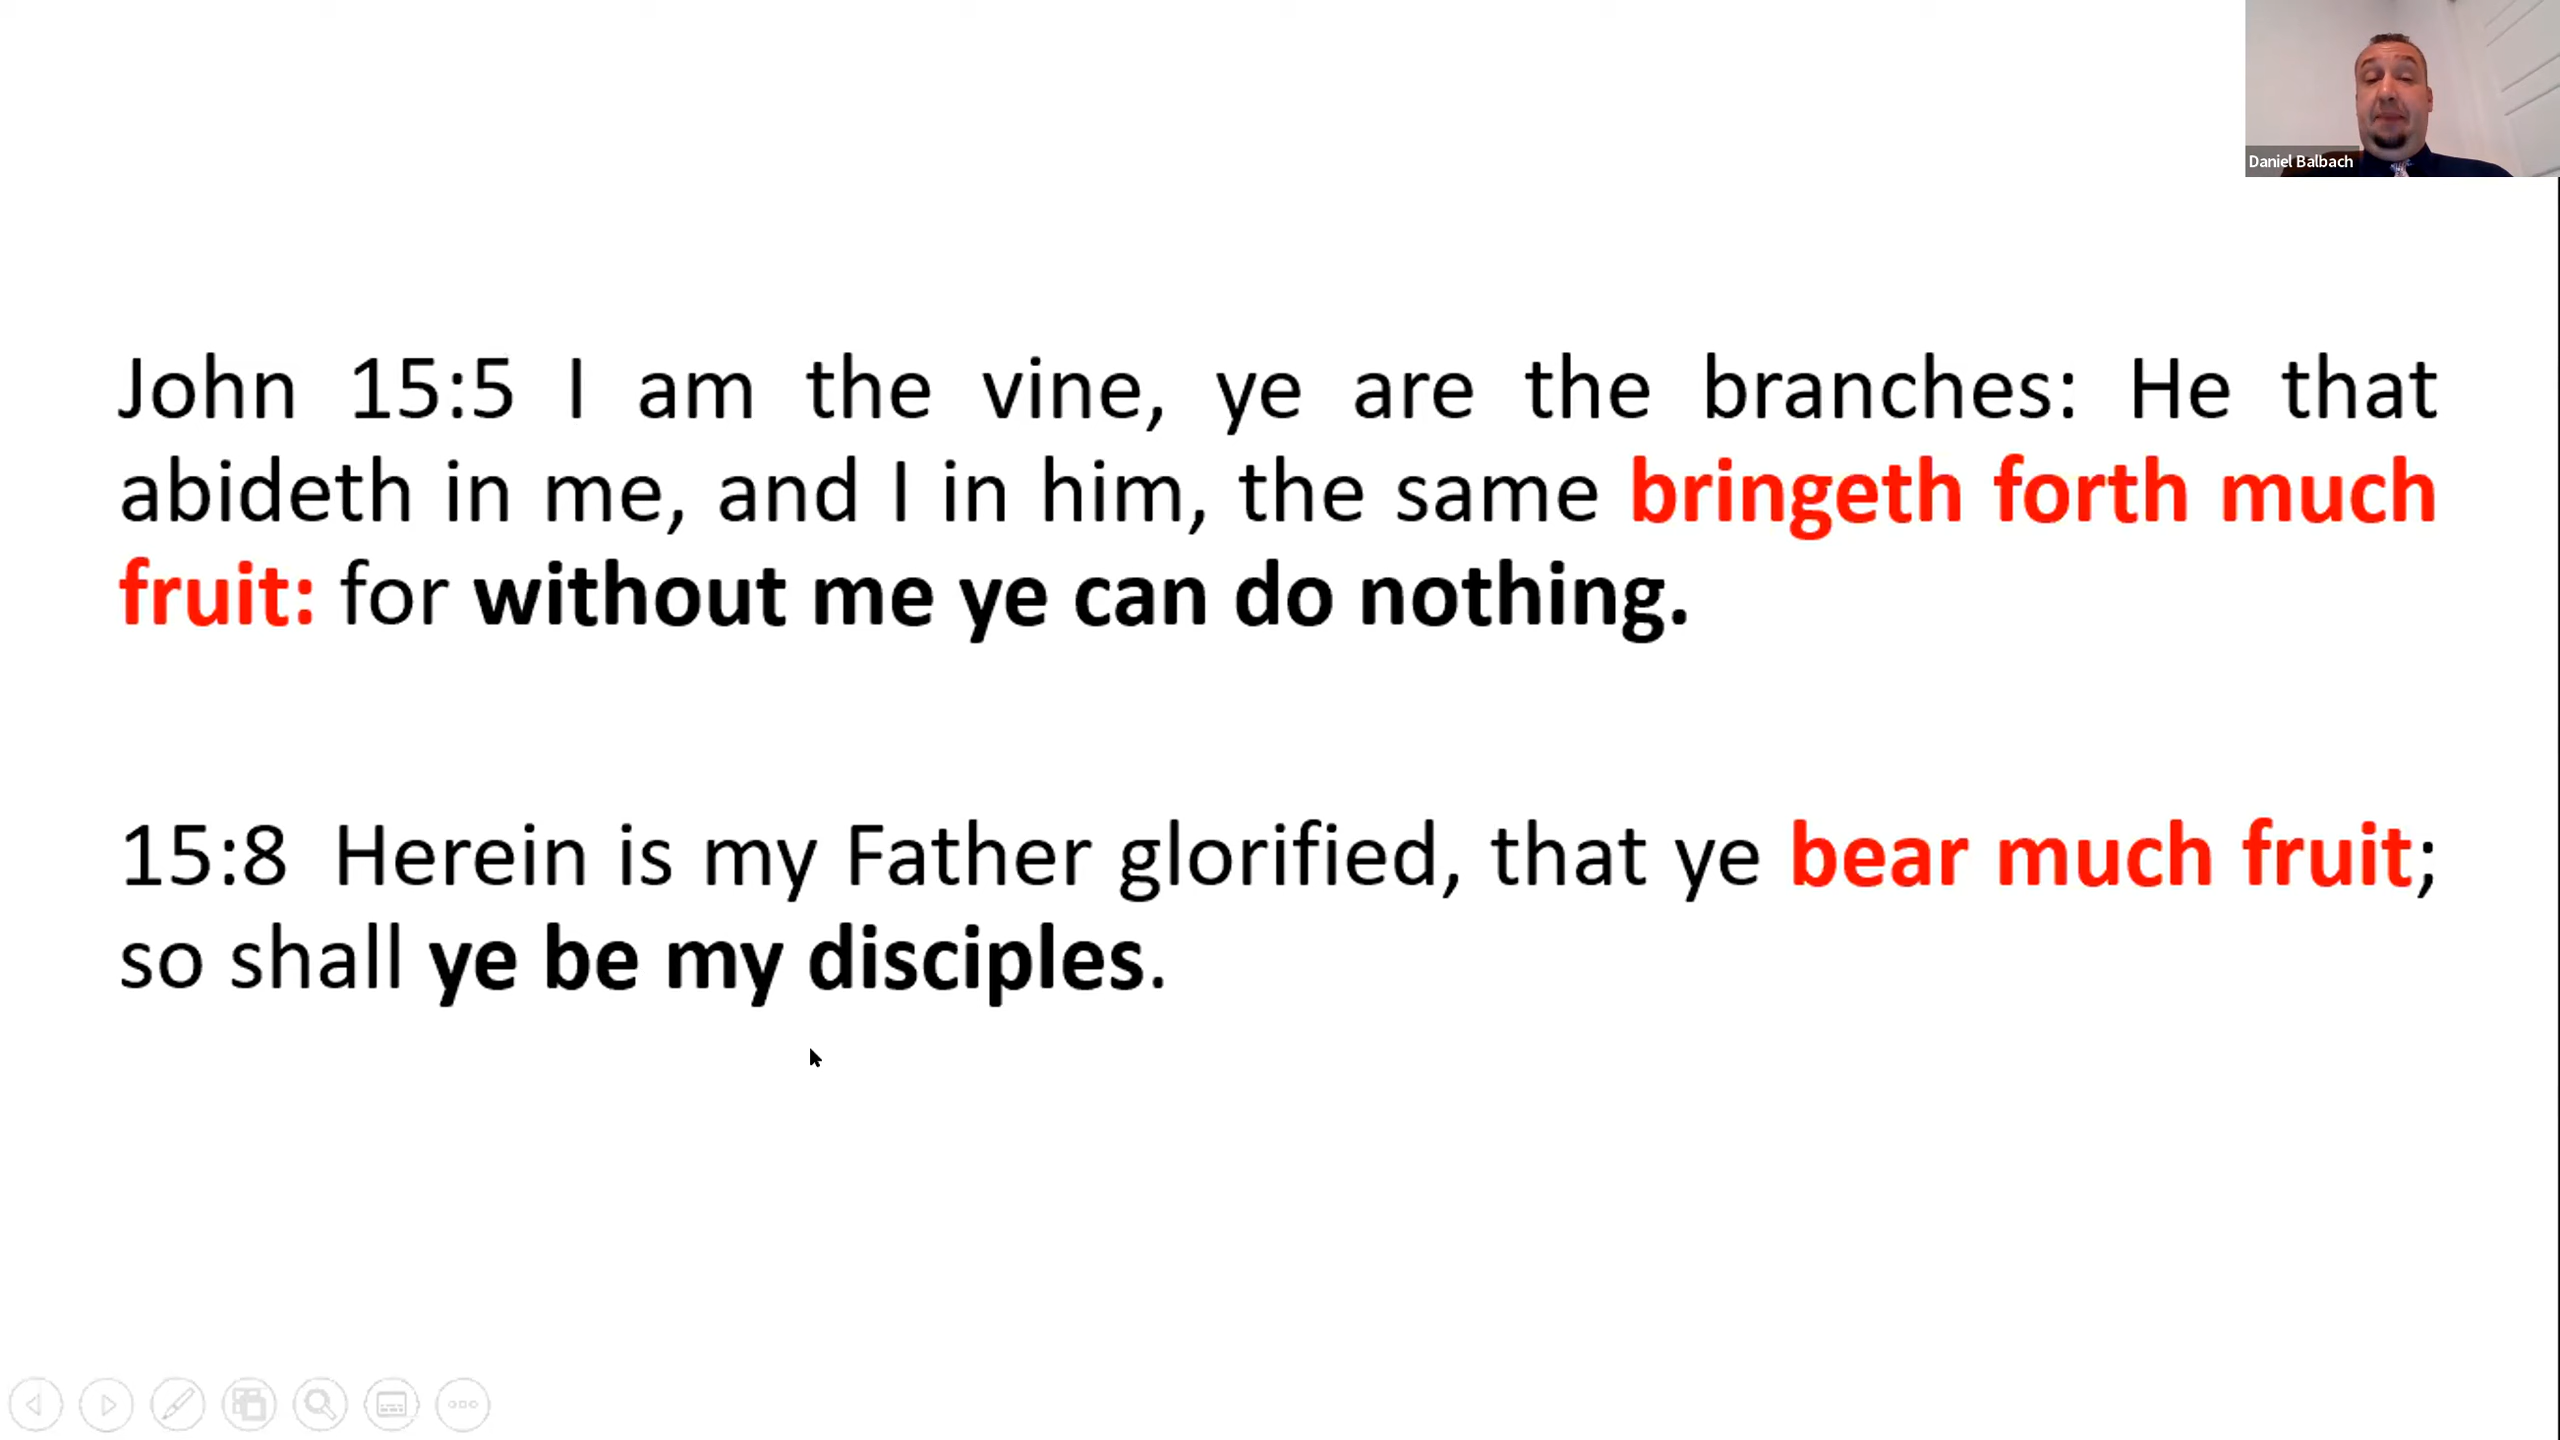 Daniel Balbach
John 15:5 I am the vine, ye are the branches: He that
abideth in me, and I in him, the same bringeth forth much
fruit: for without me ye can do nothing.
15:8 Herein is my Father glorified, that ye bear much fruit;
so shall ye be my disciples.